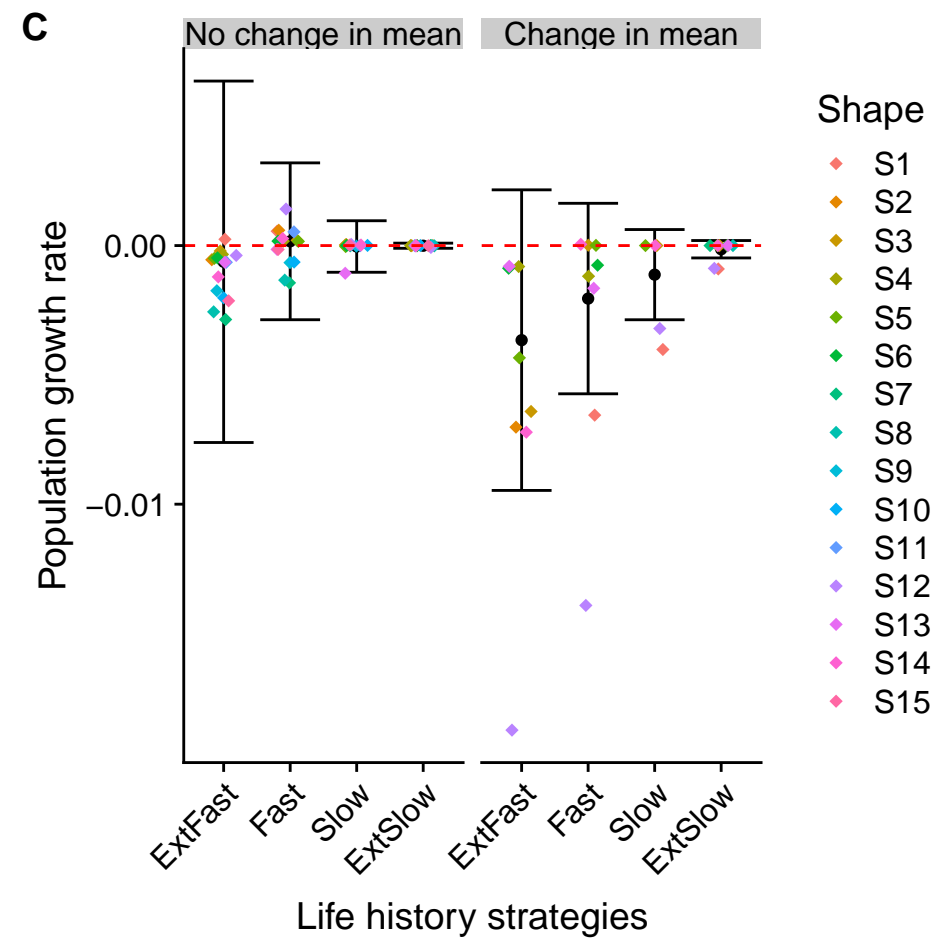 C
No change in mean
Change in mean
Population growth rate
0.00
−0.01
ExtFast
Fast
Slow
ExtSlow
ExtFast
Fast
Slow
ExtSlow
Life history strategies
Shape
S1
S2
S3
S4
S5
S6
S7
S8
S9
S10
S11
S12
S13
S14
S15